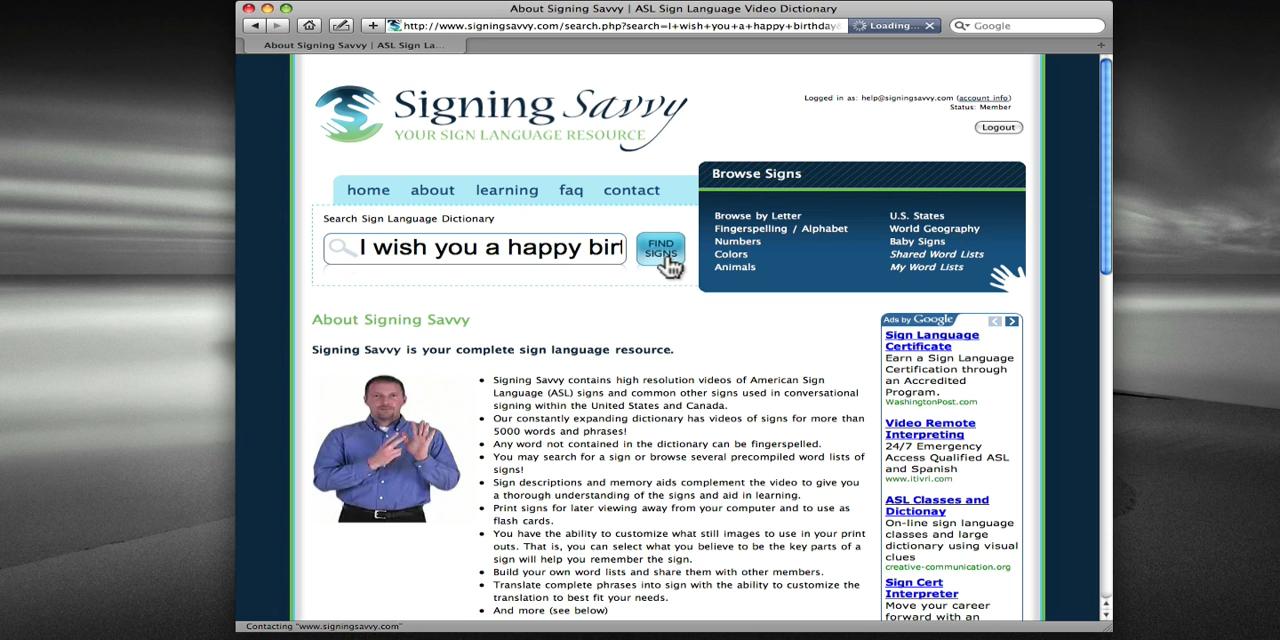 About Signing Savvy | ASL Sign Language Video Dictionary
http://www.signingsavvy.com/search.php?search=I+wish+you+a+happy+birthday
Loading...
Google
About Signing Savvy | ASL Sign La...
Signing Savvy
YOUR SIGN LANGUAGE RESOURCE
Logged in as: help@signingsavvy.com (account info)
Status: Member
Logout
home about learning faq contact
Search Sign Language Dictionary
I wish you a happy birt
FIND
SIGNS
Browse Signs
Browse by Letter
Fingerspelling / Alphabet
Numbers
Colors
Animals
U.S. States
World Geography
Baby Signs
Shared Word Lists
My Word Lists
About Signing Savvy
Signing Savvy is your complete sign language resource.
• Signing Savvy contains high resolution videos of American Sign
Language (ASL) signs and common other signs used in conversational
signing within the United States and Canada.
• Our constantly expanding dictionary has videos of signs for more than
5000 words and phrases!
• Any word not contained in the dictionary can be fingerspelled.
• You may search for a sign or browse several precompiled word lists of
signs!
• Sign descriptions and memory aids complement the video to give you
a thorough understanding of the signs and aid in learning.
• Print signs for later viewing away from your computer and to use as
flash cards.
• You have the ability to customize what still images to use in your print
outs. That is, you can select what you believe to be the key parts of a
sign will help you remember the sign.
• Build your own word lists and share them with other members.
• Translate complete phrases into sign with the ability to customize the
translation to best fit your needs.
• And more (see below)
Ads by Google
Sign Language
Certificate
Earn a Sign Language
Certification through
an Accredited
Program.
WashingtonPost.com
Video Remote
Interpreting
24/7 Emergency
Access Qualified ASL
and Spanish
www.itivri.com
ASL Classes and
Dictionay
On-line sign language
classes and large
dictionary using visual
clues
creative-communication.org
Sign Cert
Interpreter
Move your career
forward with an
Contacting "www.signingsavvy.com"